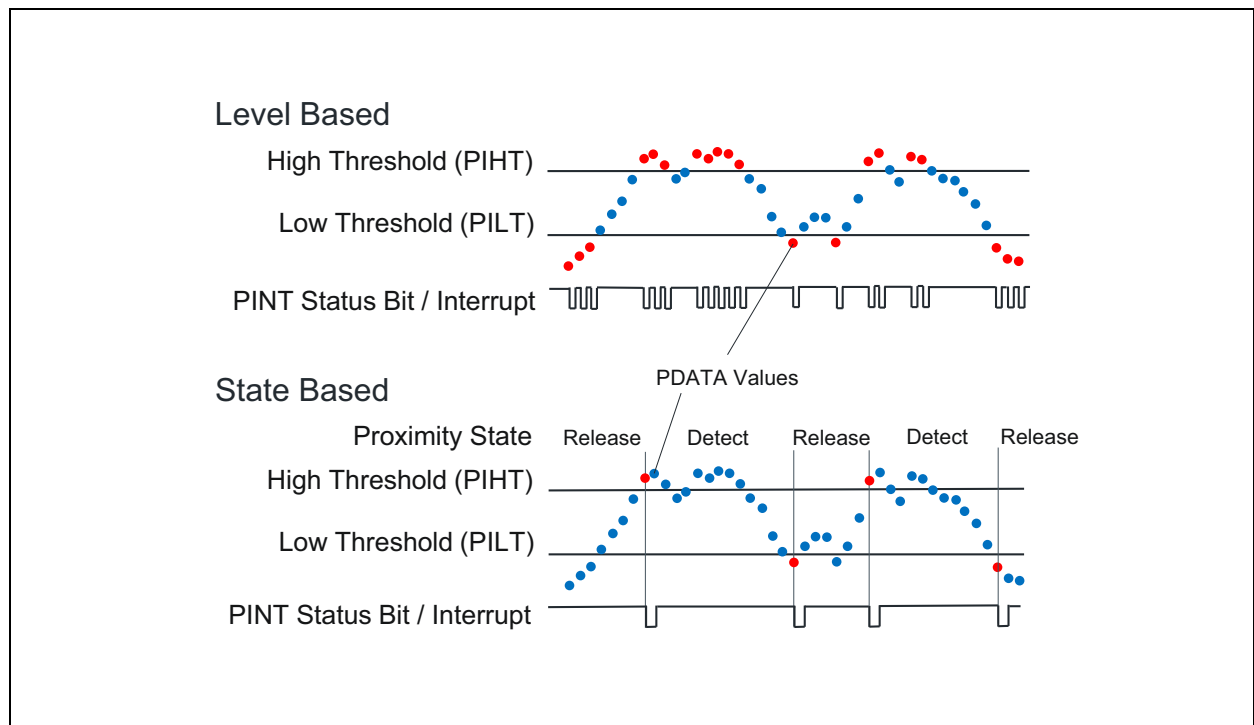 Level Based
High Threshold (PIHT)
Low Threshold (PILT)
PINT Status Bit / Interrupt
PDATA Values
State Based
Proximity State
Release
Detect
Release
Detect
Release
High Threshold (PIHT)
Low Threshold (PILT)
PINT Status Bit / Interrupt